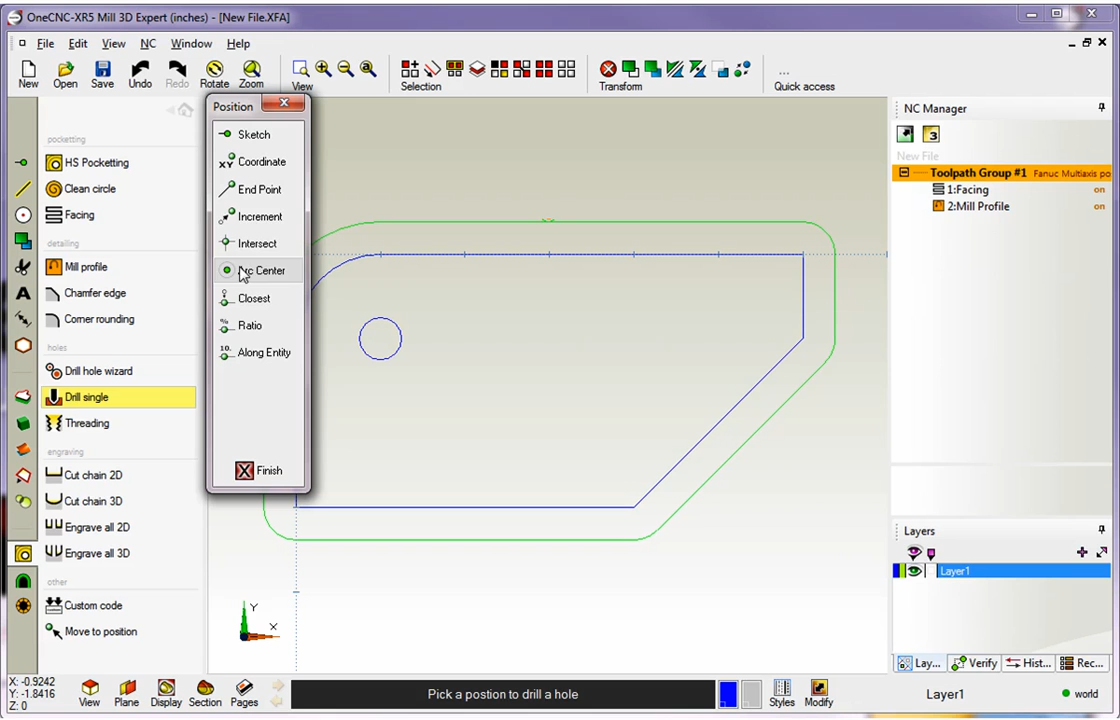 OneCNC-XR5 Mill 3D Expert (inches) - [New File.XFA]
File Edit View NC Window Help
New Open Save Undo Redo Rotate Zoom View Selection Transform Quick access
...
Position
Sketch
Coordinate
End Point
Increment
Intersect
Arc Center
Closest
Ratio
Along Entity
Finish
pocketting
HS Pocketting
Clean circle
Facing
detailing
Mill profile
Chamfer edge
Corner rounding
holes
Drill hole wizard
Drill single
Threading
engraving
Cut chain 2D
Cut chain 3D
Engrave all 2D
Engrave all 3D
other
Custom code
Move to position
Y
X
NC Manager
New File
Toolpath Group #1 Fanuc Multiaxis po
1:Facing on
2:Mill Profile on
Layers
Layer1
Lay... Verify Hist... Rec...
X: -0.9242
Y: -1.8416
Z: 0
View Plane Display Section Pages
Pick a postion to drill a hole
Styles Modify
Layer1
world